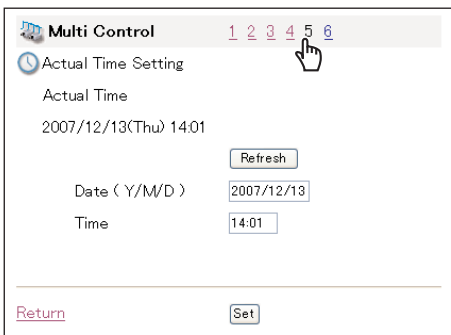 Multi Control 1 2 3 4 5 6
Actual Time Setting
Actual Time
2007/12/13(Thu) 14:01
Refresh
Date ( Y/M/D ) 2007/12/13
Time 14:01
Return Set